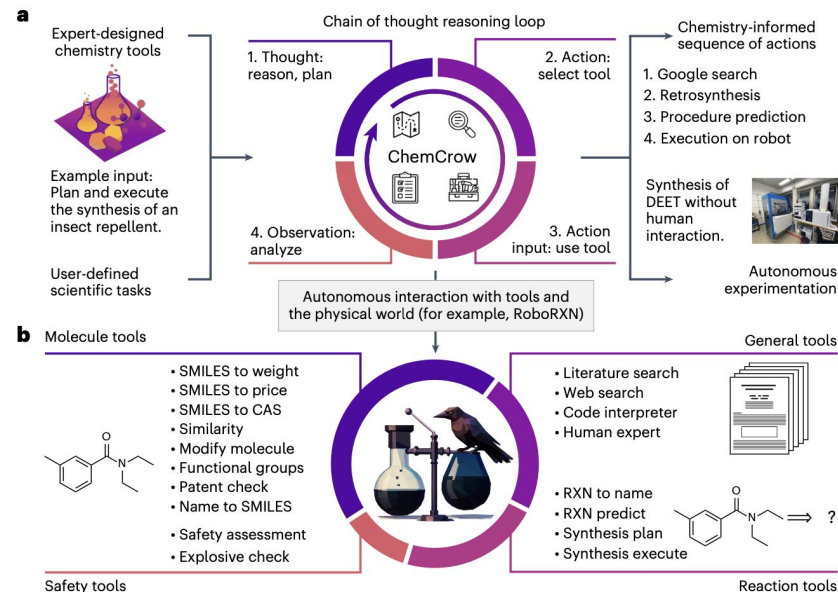 a
Expert-designed
chemistry tools
Example input:
Plan and execute
the synthesis of an
insect repellent.
User-defined
scientific tasks
Chain of thought reasoning loop
1. Thought:
reason, plan
2. Action:
select tool
ChemCrow
4. Observation:
analyze
3. Action
input: use tool
Chemistry-informed
sequence of actions
1. Google search
2. Retrosynthesis
3. Procedure prediction
4. Execution on robot
Synthesis of
DEET without
human
interaction.
Autonomous
experimentation
Autonomous interaction with tools and
the physical world (for example, RoboRXN)
b
Molecule tools
• SMILES to weight
• SMILES to price
• SMILES to CAS
• Similarity
• Modify molecule
• Functional groups
• Patent check
• Name to SMILES
O
N
• Safety assessment
• Explosive check
Safety tools
General tools
• Literature search
• Web search
• Code interpreter
• Human expert
• RXN to name
• RXN predict
• Synthesis plan
• Synthesis execute
O
N
?
Reaction tools